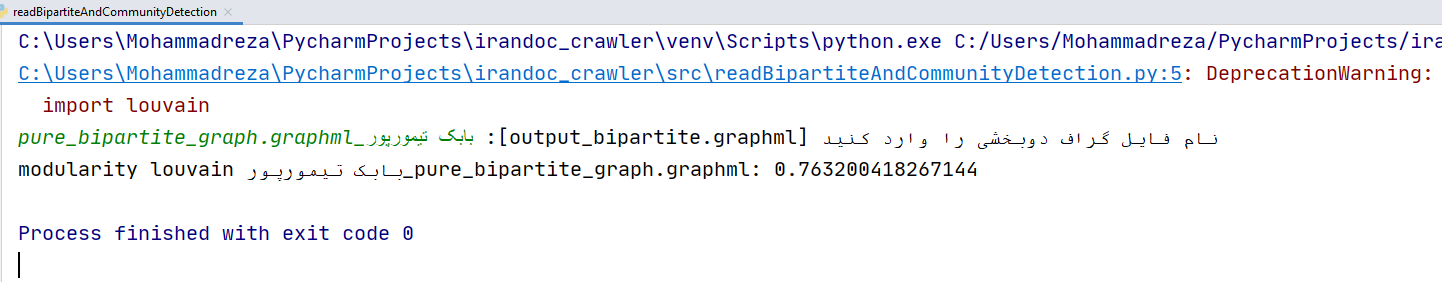 readBipartiteAndCommunityDetection
C:\Users\Mohammadreza\PycharmProjects\irandoc_crawler\venv\Scripts\python.exe C:/Users/Mohammadreza/PycharmProjects/ira
C:\Users\Mohammadreza\PycharmProjects\irandoc_crawler\src\readBipartiteAndCommunityDetection.py:5: DeprecationWarning:
import louvain
نام فایل گراف دوبخشی را وارد کنید [output_bipartite.graphml]: بابک تیمورپور_pure_bipartite_graph.graphml
modularity louvain بابک تیمورپور_pure_bipartite_graph.graphml: 0.763200418267144
Process finished with exit code 0